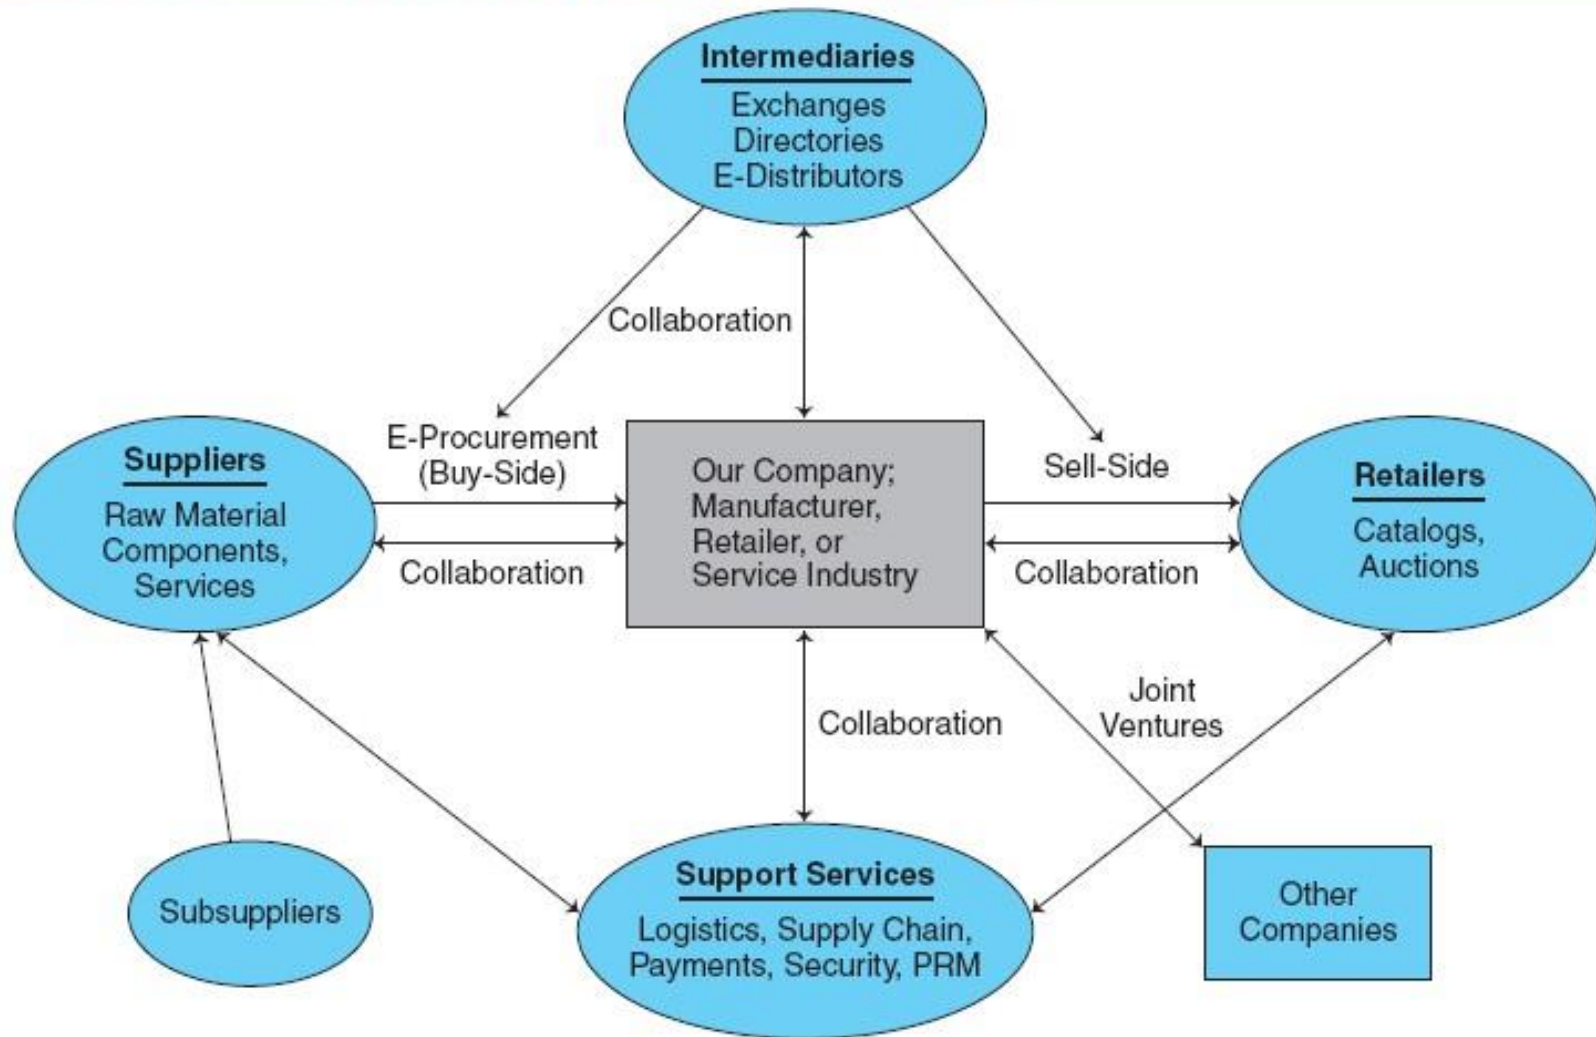 Intermediaries
Exchanges
Directories
E-Distributors
Collaboration
E-Procurement
(Buy-Side)
Sell-Side
Suppliers
Raw Material
Components,
Services
Collaboration
Our Company;
Manufacturer,
Retailer, or
Service Industry
Collaboration
Retailers
Catalogs,
Auctions
Collaboration
Joint
Ventures
Subsuppliers
Support Services
Logistics, Supply Chain,
Payments, Security, PRM
Other
Companies